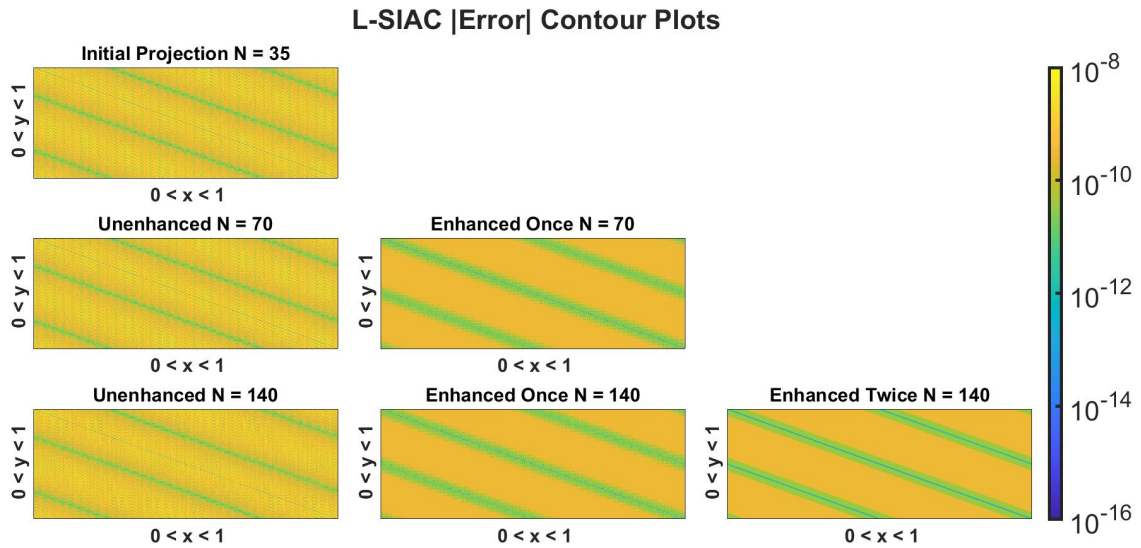 L-SIAC |Error| Contour Plots
Initial Projection N = 35
0 < y < 1
0 < x < 1
Unenhanced N = 70
Enhanced Once N = 70
0 < y < 1
0 < y < 1
0 < x < 1
0 < x < 1
Unenhanced N = 140
Enhanced Once N = 140
Enhanced Twice N = 140
0 < y < 1
0 < y < 1
0 < y < 1
0 < x < 1
0 < x < 1
0 < x < 1
10^-8
10^-10
10^-12
10^-14
10^-16